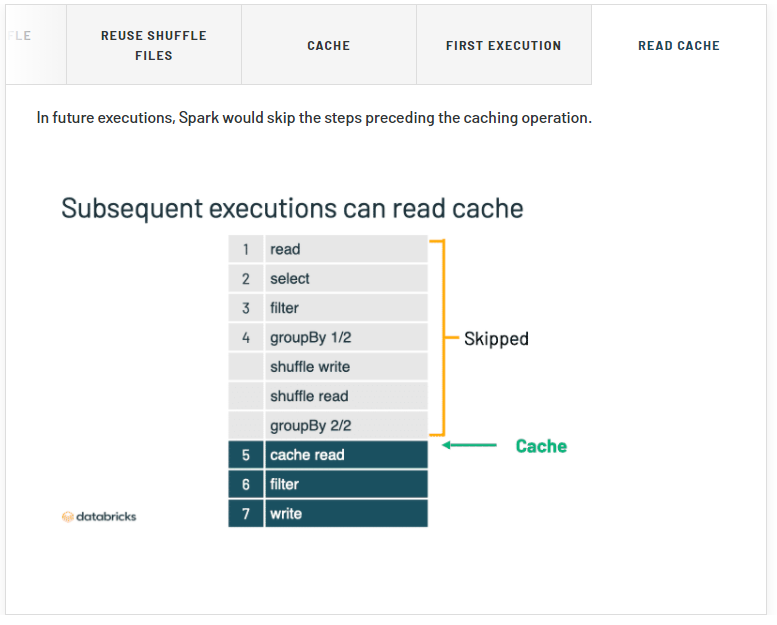 REUSE SHUFFLE
FILES
CACHE
FIRST EXECUTION
READ CACHE
In future executions, Spark would skip the steps preceding the caching operation.
Subsequent executions can read cache
1 read
2 select
3 filter
4 groupBy 1/2
shuffle write
shuffle read
groupBy 2/2
5 cache read
6 filter
7 write
Skipped
Cache
databricks